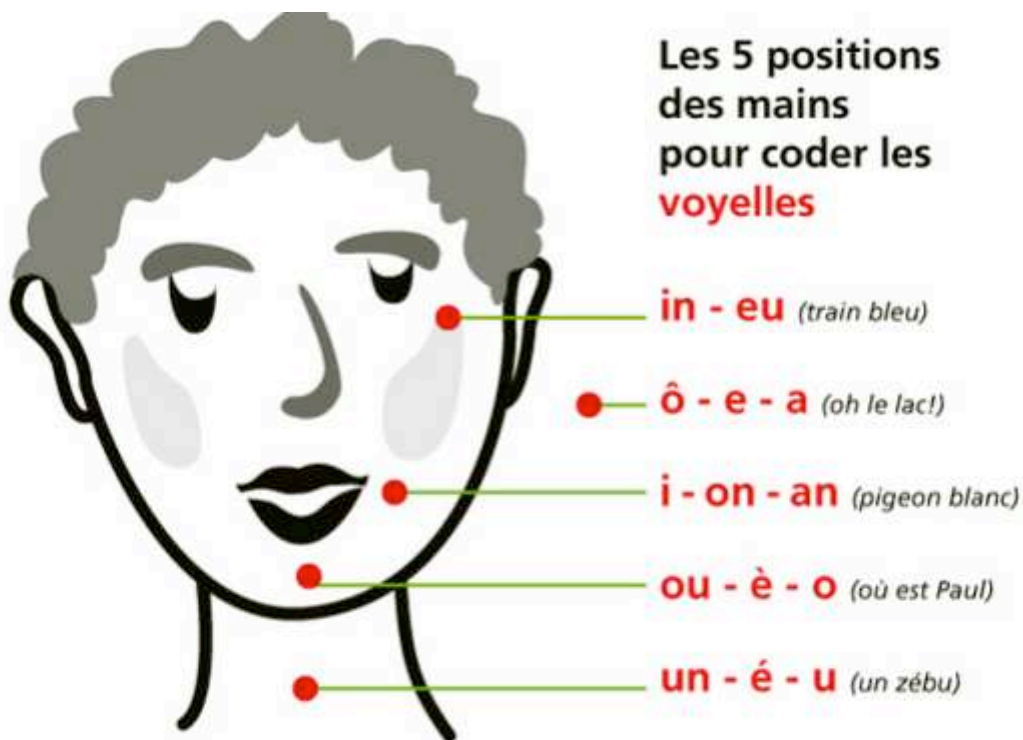 Les 5 positions
des mains
pour coder les
voyelles
in - eu (train bleu)
ô - e - a (oh le lac!)
i - on - an (pigeon blanc)
ou - è - o (où est Paul)
un - é - u (un zébu)